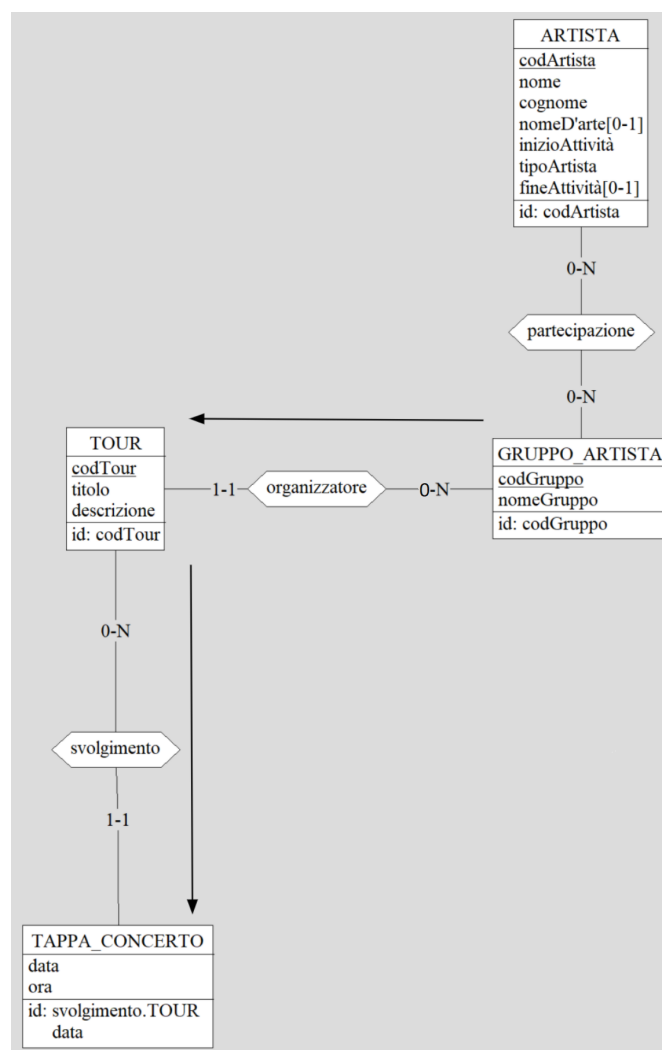 ARTISTA
codArtista
nome
cognome
nomeD'arte[0-1]
inizioAttività
tipoArtista
fineAttività[0-1]
id: codArtista
0-N
partecipazione
0-N
GRUPPO_ARTISTA
codGruppo
nomeGruppo
id: codGruppo
TOUR
codTour
titolo
descrizione
id: codTour
1-1
organizzatore
0-N
0-N
svolgimento
1-1
TAPPA_CONCERTO
data
ora
id: svolgimento.TOUR
data